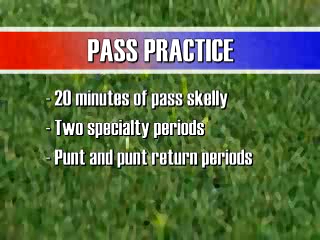 PASS PRACTICE
- 20 minutes of pass skelly
- Two specialty periods
- Punt and punt return periods